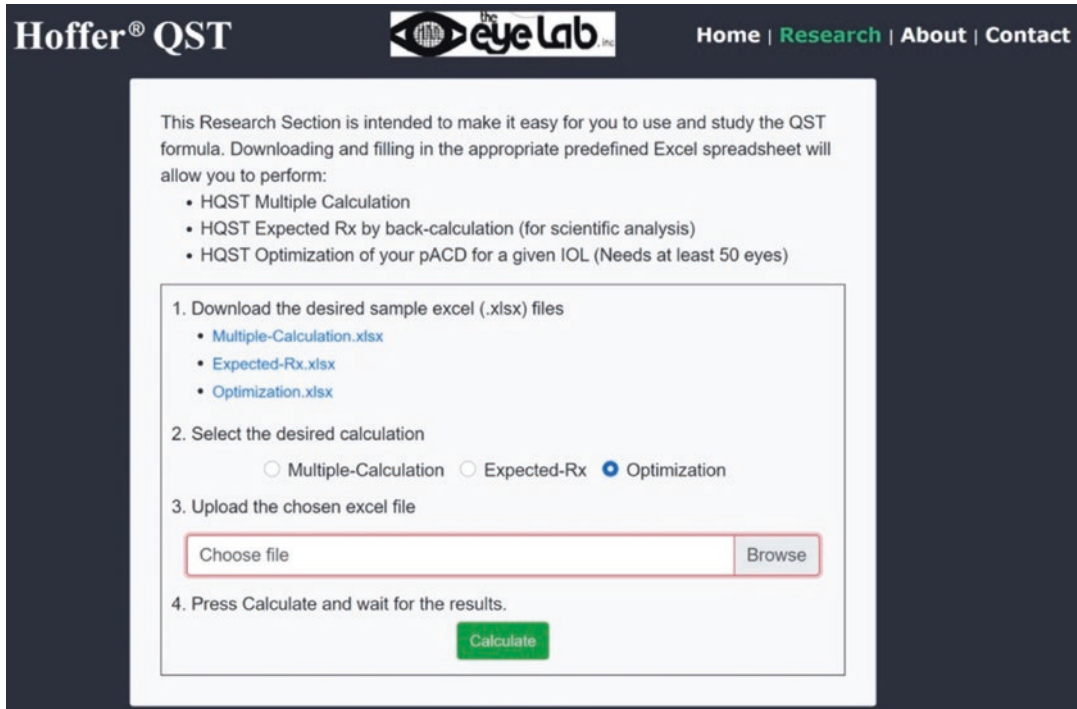 Hoffer® QST
the eye Lab, inc.
Home | Research | About | Contact
This Research Section is intended to make it easy for you to use and study the QST
formula. Downloading and filling in the appropriate predefined Excel spreadsheet will
allow you to perform:
• HQST Multiple Calculation
• HQST Expected Rx by back-calculation (for scientific analysis)
• HQST Optimization of your pACD for a given IOL (Needs at least 50 eyes)
1. Download the desired sample excel (.xlsx) files
• Multiple-Calculation.xlsx
• Expected-Rx.xlsx
• Optimization.xlsx
2. Select the desired calculation
Multiple-Calculation Expected-Rx Optimization
3. Upload the chosen excel file
Choose file Browse
4. Press Calculate and wait for the results.
Calculate